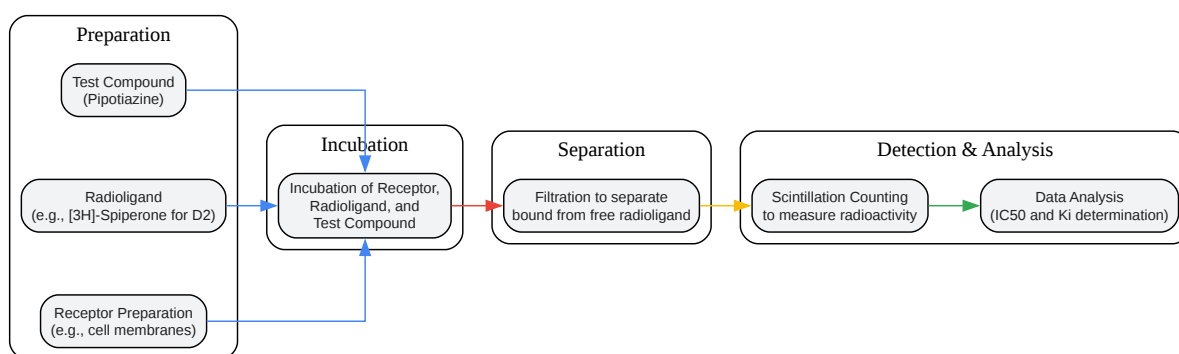 Preparation
Test Compound
(Pipotiazine)
Radioligand
(e.g., [3H]-Spiperone for D2)
Receptor Preparation
(e.g., cell membranes)
Incubation
Incubation of Receptor,
Radioligand, and
Test Compound
Separation
Filtration to separate
bound from free radioligand
Detection & Analysis
Scintillation Counting
to measure radioactivity
Data Analysis
(IC50 and Ki determination)